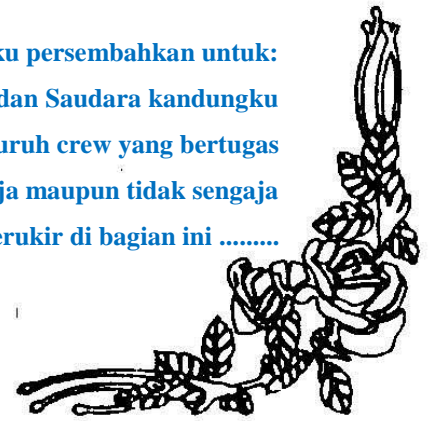 ku persembahkan untuk:
dan Saudara kandungku
uruh crew yang bertugas
ja maupun tidak sengaja
erukir di bagian ini .........